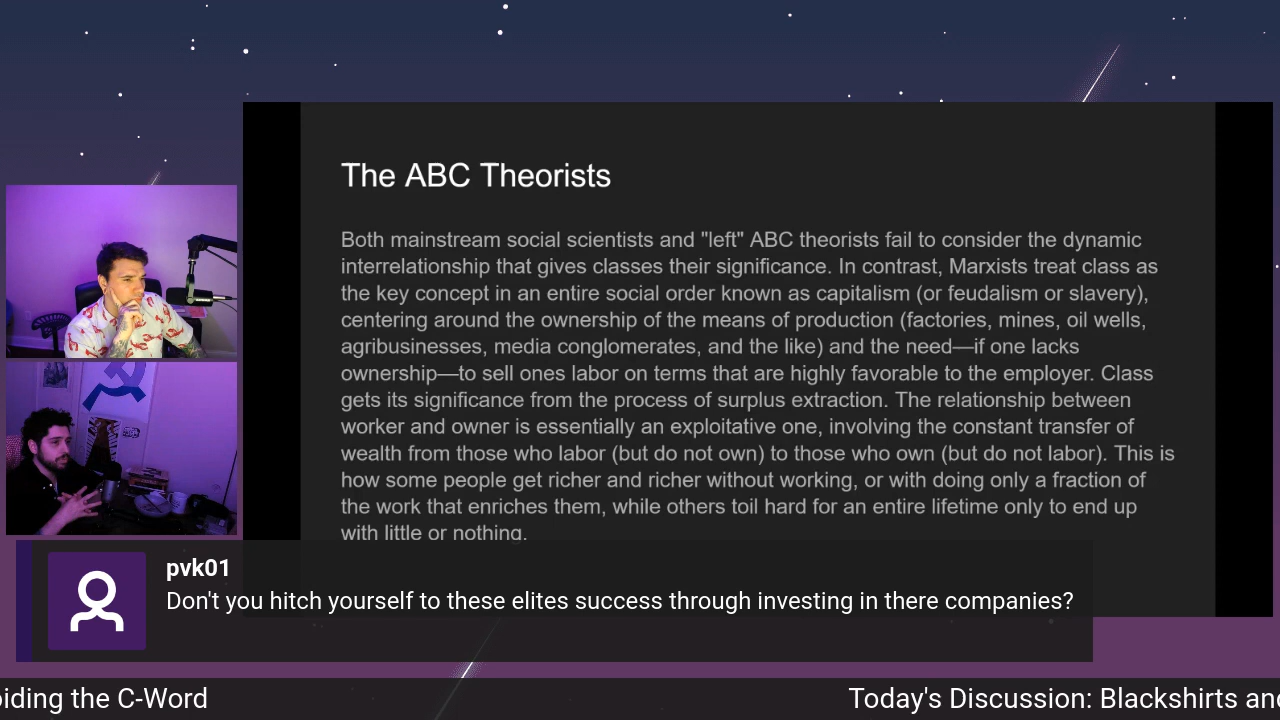 The ABC Theorists
Both mainstream social scientists and "left" ABC theorists fail to consider the dynamic
interrelationship that gives classes their significance. In contrast, Marxists treat class as
the key concept in an entire social order known as capitalism (or feudalism or slavery),
centering around the ownership of the means of production (factories, mines, oil wells,
agribusinesses, media conglomerates, and the like) and the need—if one lacks
ownership—to sell ones labor on terms that are highly favorable to the employer. Class
gets its significance from the process of surplus extraction. The relationship between
worker and owner is essentially an exploitative one, involving the constant transfer of
wealth from those who labor (but do not own) to those who own (but do not labor). This is
how some people get richer and richer without working, or with doing only a fraction of
the work that enriches them, while others toil hard for an entire lifetime only to end up
with little or nothing.
pvk01
Don't you hitch yourself to these elites success through investing in there companies?
oiding the C-Word
Today's Discussion: Blackshirts and